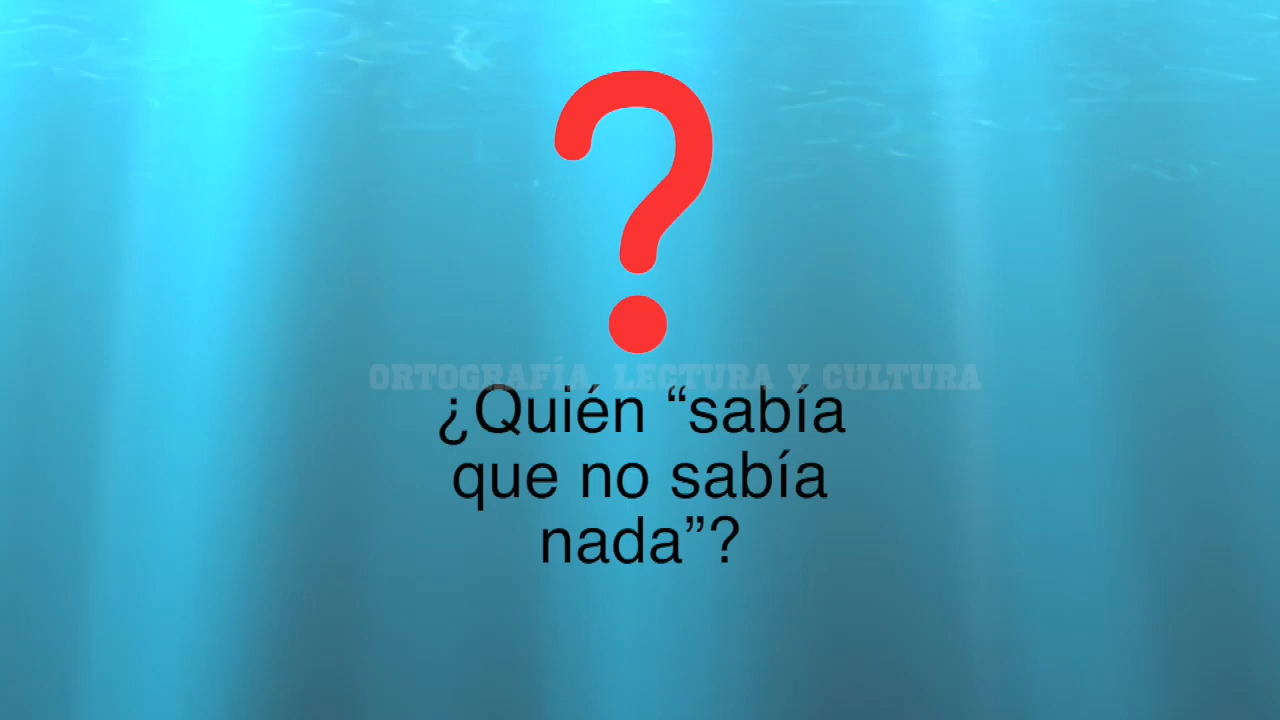 ORTOGRAFÍA, LECTURA Y CULTURA
¿Quién “sabía
que no sabía
nada”?